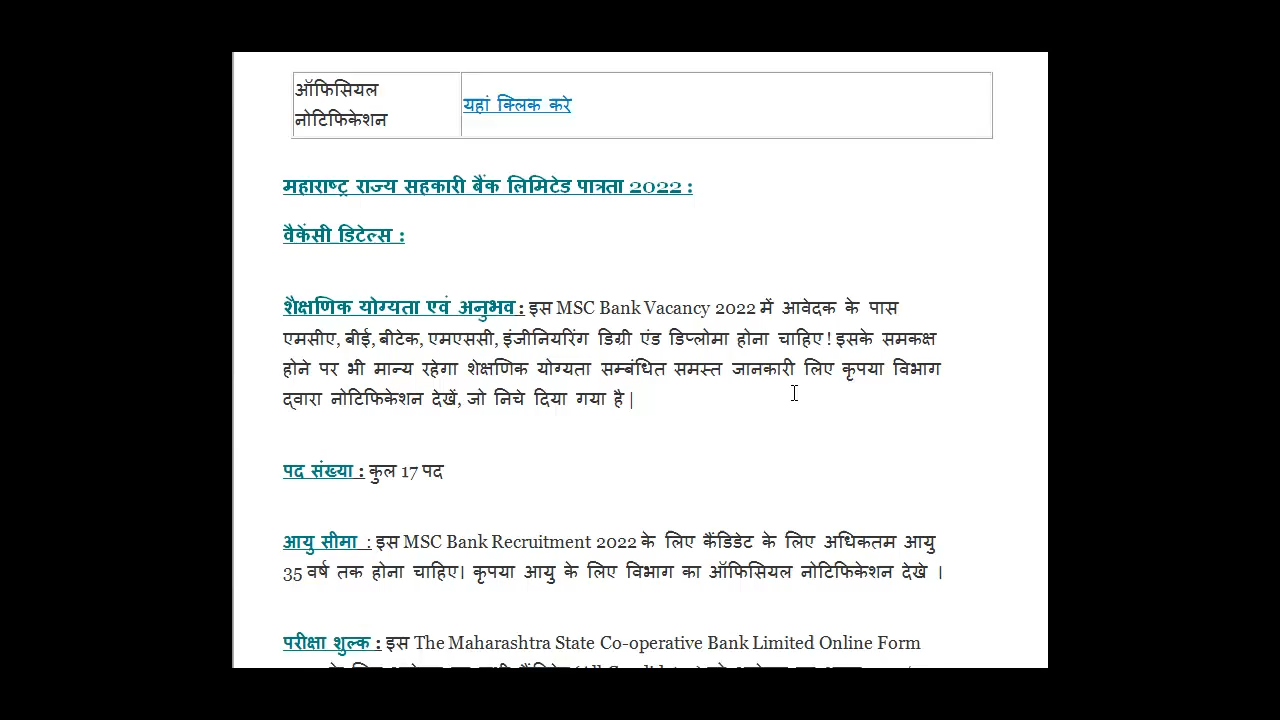 ऑफिसियल
नोटिफिकेशन
यहां क्लिक करे
महाराष्ट्र राज्य सहकारी बैंक लिमिटेड पात्रता 2022 :
वैकेंसी डिटेल्स :
शैक्षणिक योग्यता एवं अनुभव : इस MSC Bank Vacancy 2022 में आवेदक के पास
एमसीए, बीई, बीटेक, एमएससी, इंजीनियरिंग डिग्री एंड डिप्लोमा होना चाहिए ! इसके समकक्ष
होने पर भी मान्य रहेगा शेक्षणिक योग्यता सम्बंधित समस्त जानकारी लिए कृपया विभाग
द्वारा नोटिफिकेशन देखें, जो निचे दिया गया है |
पद संख्या : कुल 17 पद
आयु सीमा : इस MSC Bank Recruitment 2022 के लिए कैंडिडेट के लिए अधिकतम आयु
35 वर्ष तक होना चाहिए। कृपया आयु के लिए विभाग का ऑफिसियल नोटिफिकेशन देखे ।
परीक्षा शुल्क : इस The Maharashtra State Co-operative Bank Limited Online Form